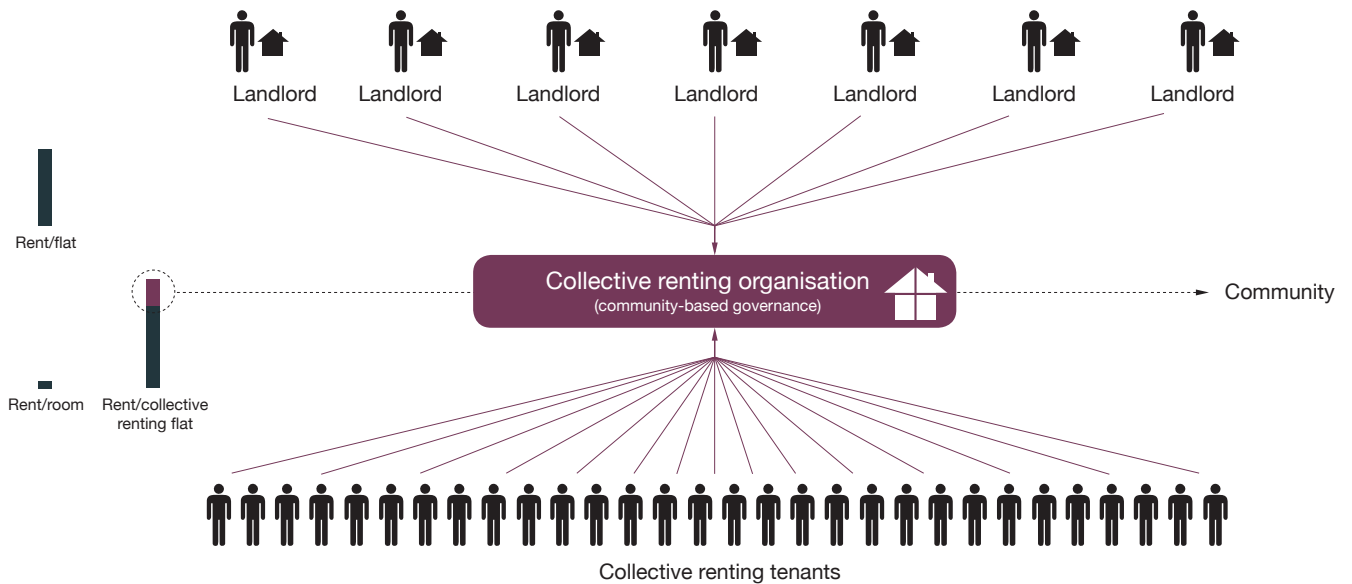 Landlord
Landlord
Landlord
Landlord
Landlord
Landlord
Landlord
Rent/flat
Collective renting organisation
(community-based governance)
Community
Rent/room
Rent/collective
renting flat
Collective renting tenants